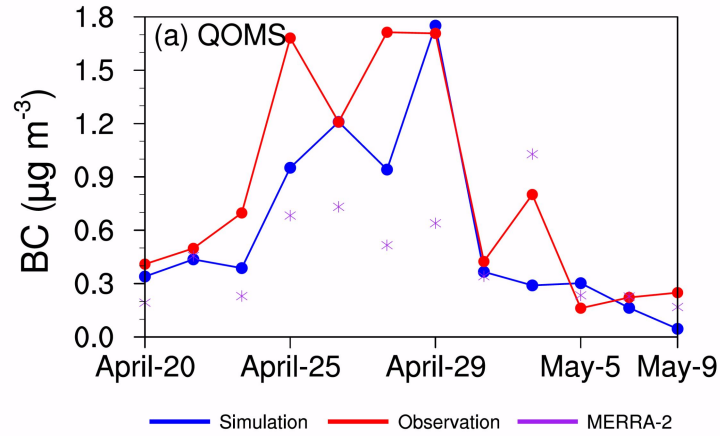 (a) QOMS
BC (µg m⁻³)
1.8
1.5
1.2
0.9
0.6
0.3
0.0
April-20 April-25 April-29 May-5 May-9
Simulation Observation MERRA-2